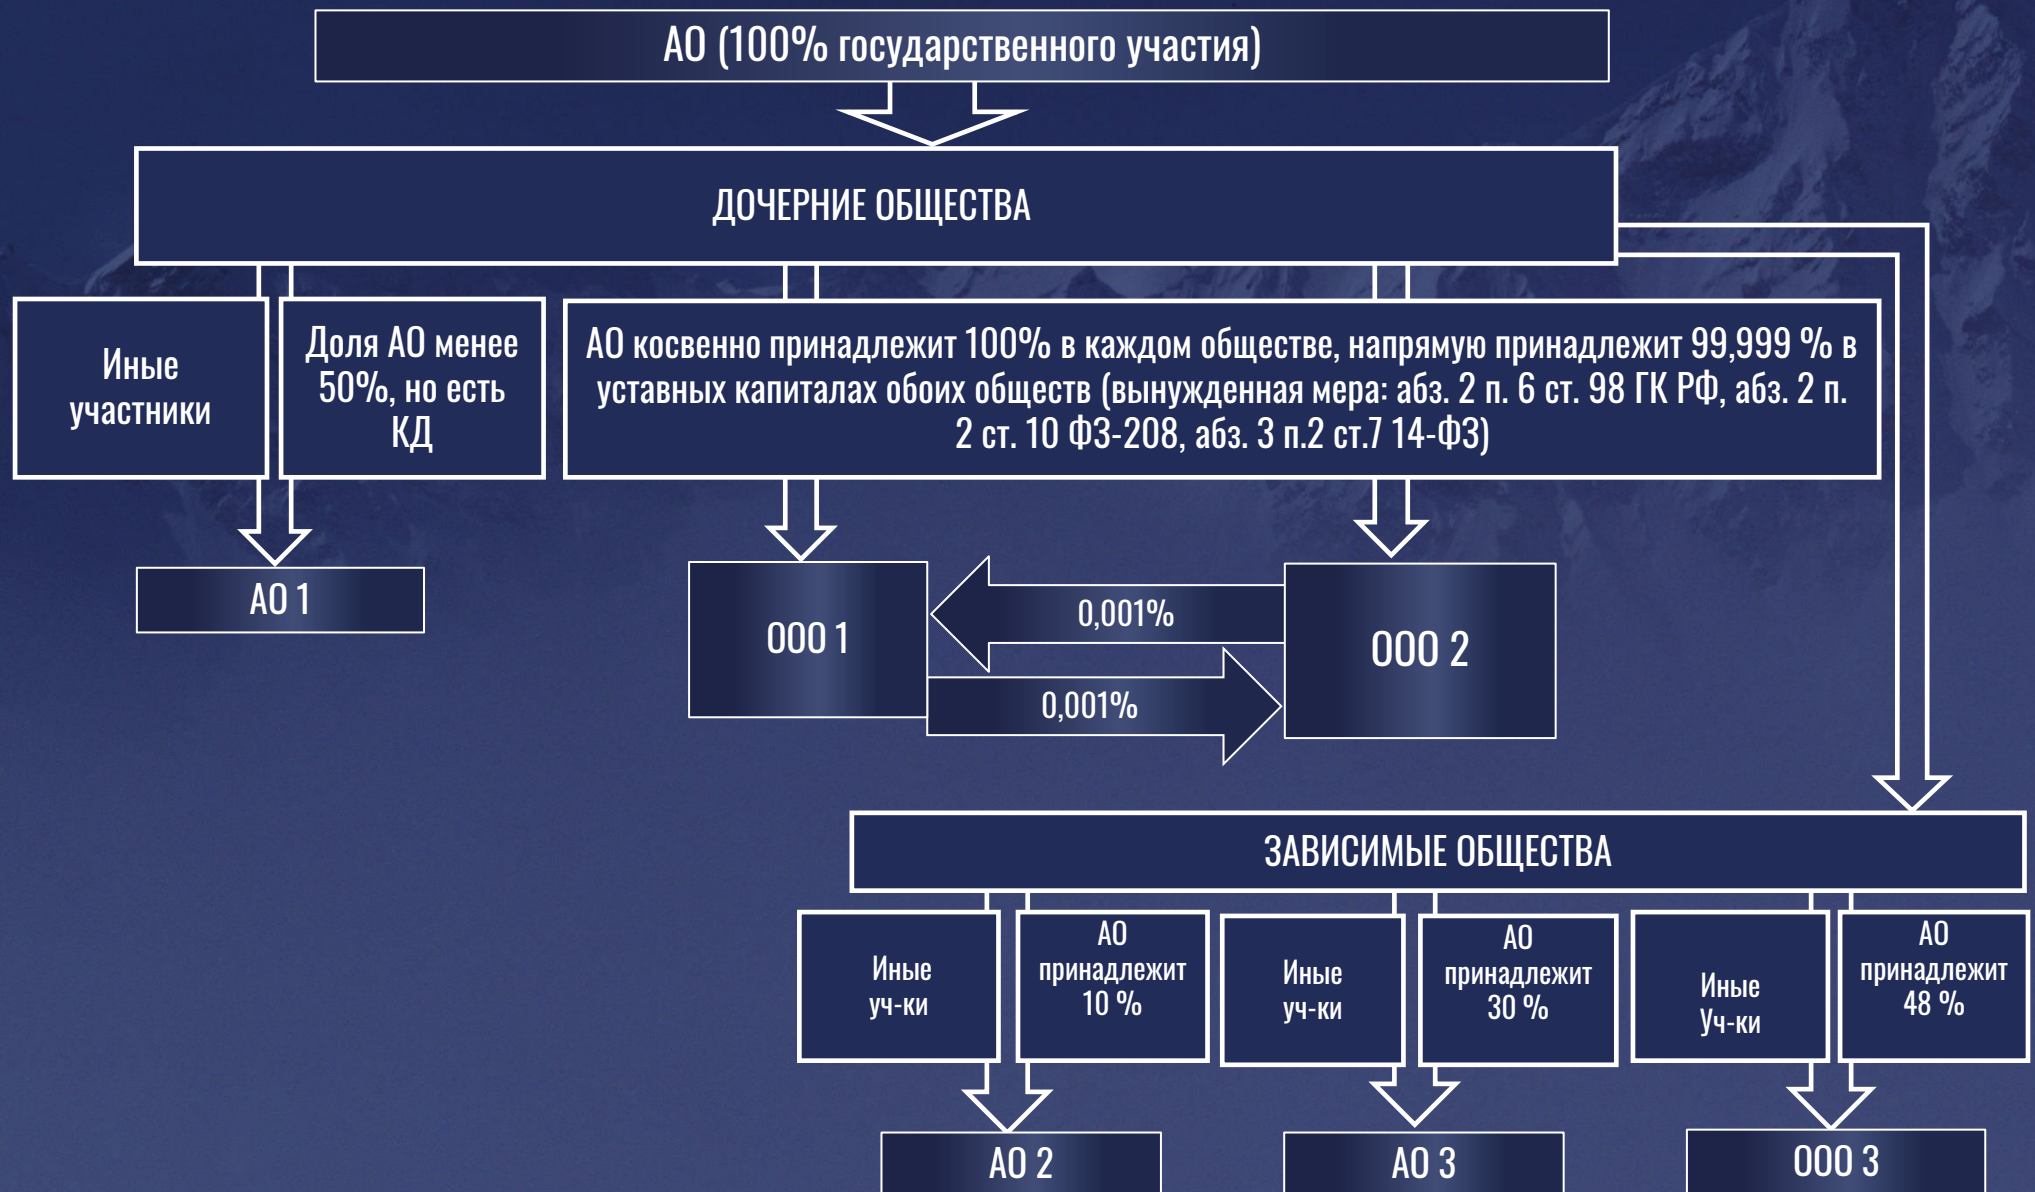 АО (100% государственного участия)
ДОЧЕРНИЕ ОБЩЕСТВА
Иные
участники
Доля АО менее
50%, но есть
КД
АО косвенно принадлежит 100% в каждом обществе, напрямую принадлежит 99,999 % в
уставных капиталах обоих обществ (вынужденная мера: абз. 2 п. 6 ст. 98 ГК РФ, абз. 2 п.
2 ст. 10 ФЗ-208, абз. 3 п.2 ст.7 14-ФЗ)
АО 1
ООО 1
0,001%
0,001%
ООО 2
ЗАВИСИМЫЕ ОБЩЕСТВА
Иные
уч-ки
АО
принадлежит
10 %
Иные
уч-ки
АО
принадлежит
30 %
Иные
Уч-ки
АО
принадлежит
48 %
АО 2
АО 3
ООО 3